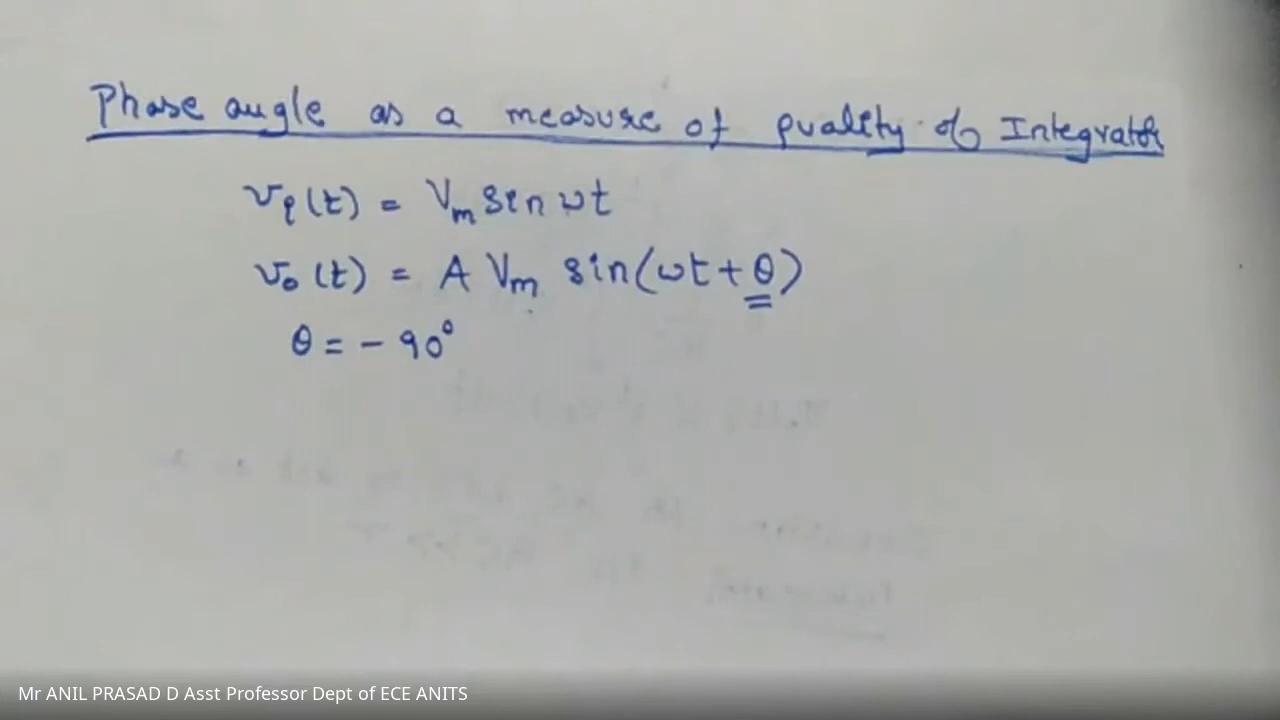 Phase angle as a measure of quality of Integrator
vi(t) = Vm sin ωt
vo(t) = A Vm sin(ωt + θ)
θ = - 90°
Mr ANIL PRASAD D Asst Professor Dept of ECE ANITS